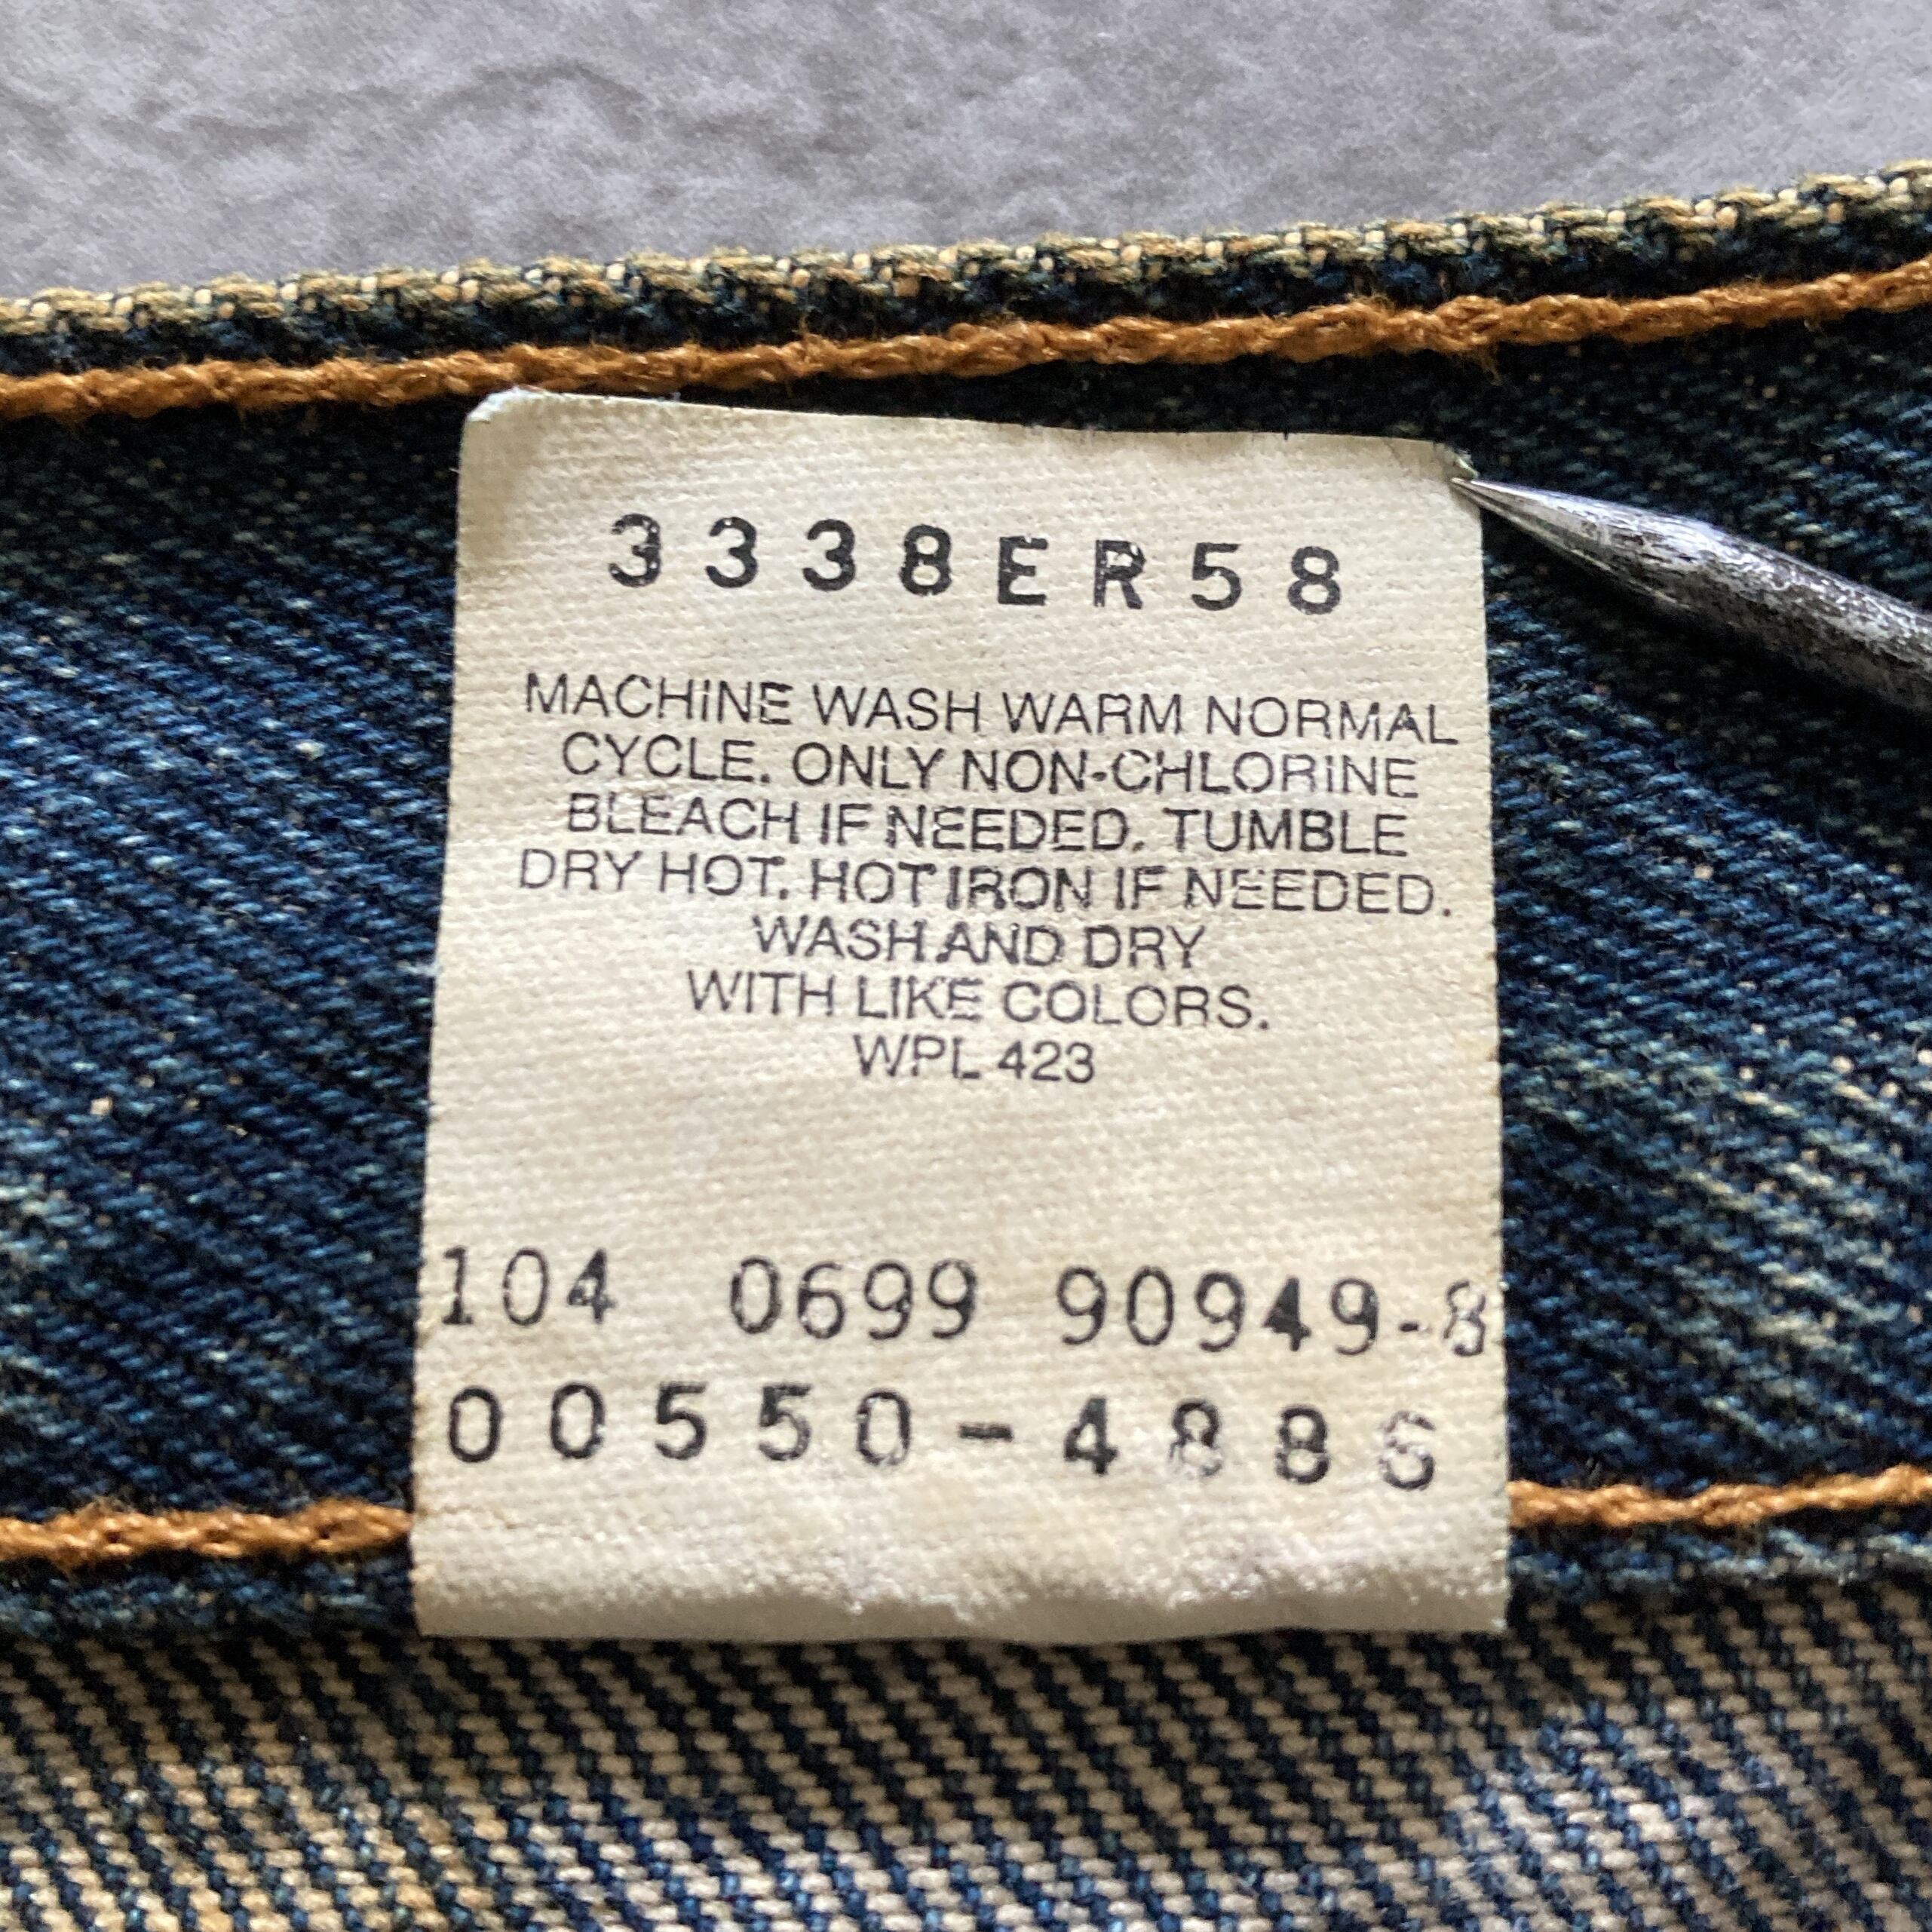 3338ER58
MACHINE WASH WARM NORMAL
CYCLE. ONLY NON-CHLORINE
BLEACH IF NEEDED. TUMBLE
DRY HOT. HOT IRON IF NEEDED.
WASH AND DRY
WITH LIKE COLORS.
WPL 423
104 0699 90949-8
00550-4886